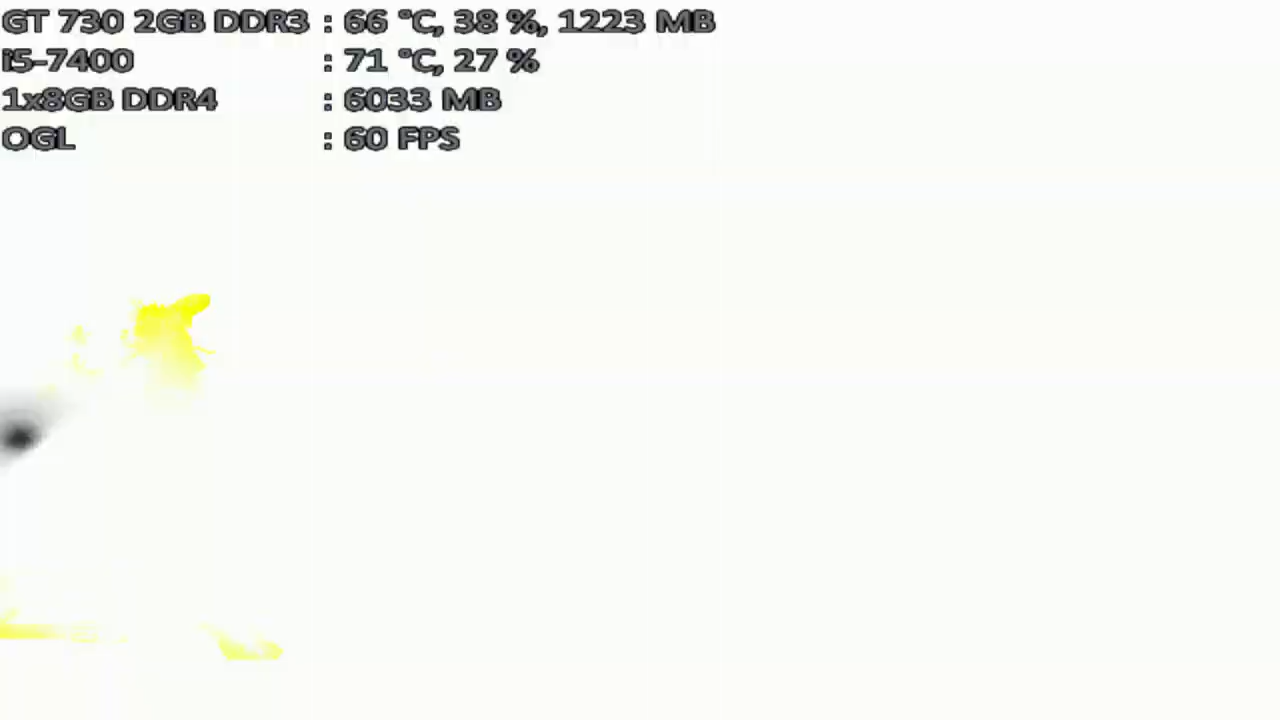 GT 730 2GB DDR3 : 66 °C, 38 %, 1223 MB
i5-7400 : 71 °C, 27 %
1x8GB DDR4 : 6033 MB
OGL : 60 FPS